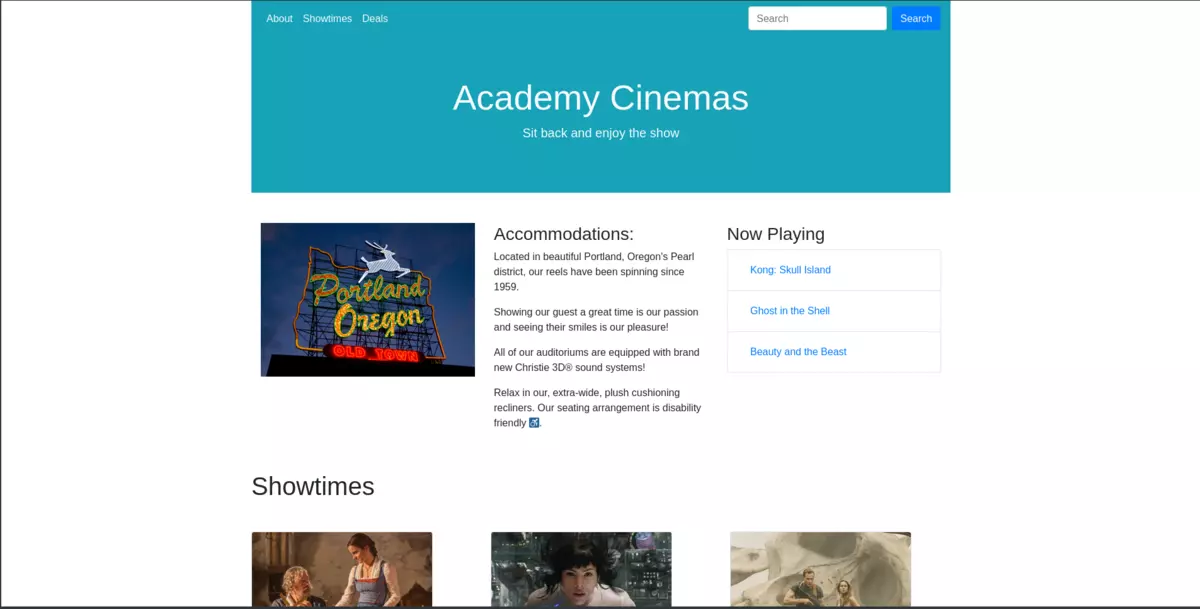 About Showtimes Deals
Search Search
Academy Cinemas
Sit back and enjoy the show
Portland
Oregon
OLD TOWN
Accommodations:
Located in beautiful Portland, Oregon's Pearl
district, our reels have been spinning since
1959.
Showing our guest a great time is our passion
and seeing their smiles is our pleasure!
All of our auditoriums are equipped with brand
new Christie 3D® sound systems!
Relax in our, extra-wide, plush cushioning
recliners. Our seating arrangement is disability
friendly ♿.
Now Playing
Kong: Skull Island
Ghost in the Shell
Beauty and the Beast
Showtimes